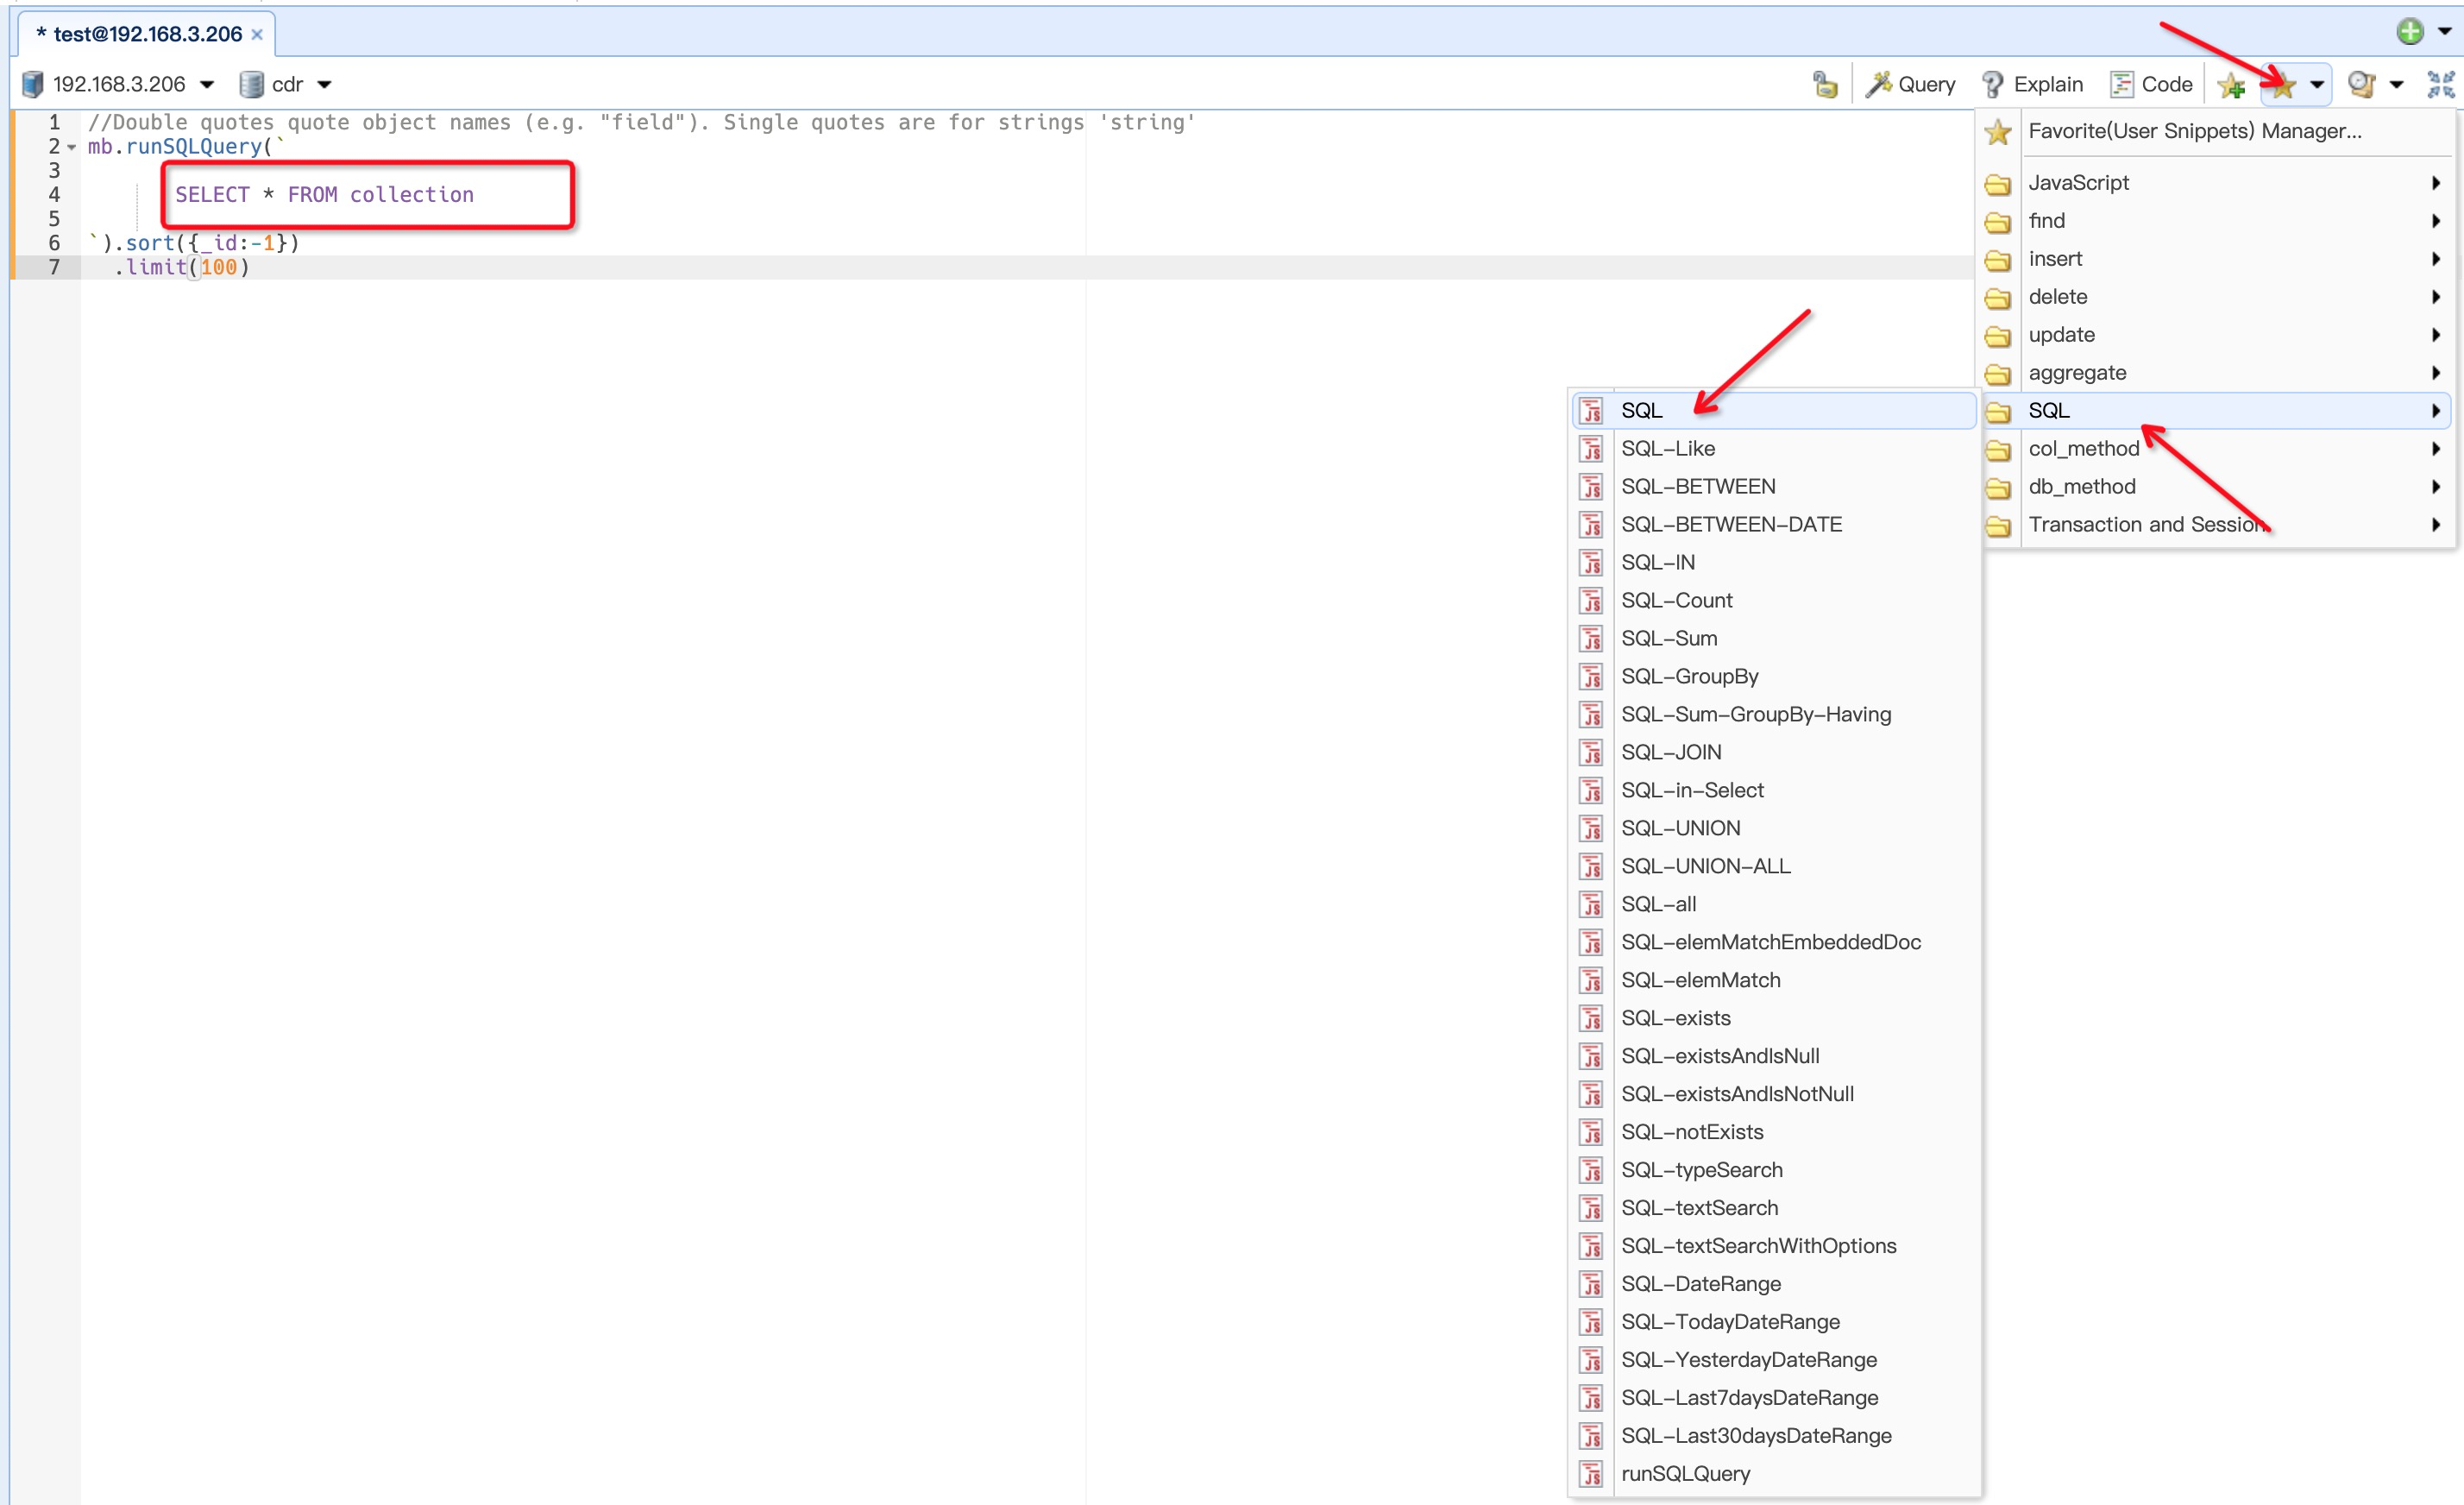 * test@192.168.3.206 ×
192.168.3.206 cdr Query Explain Code
1 //Double quotes quote object names (e.g. "field"). Single quotes are for strings 'string'
2 mb.runSQLQuery(`
3
4 SELECT * FROM collection
5
6 `).sort({_id:-1})
7 .limit(100)
Favorite(User Snippets) Manager...
JavaScript
find
insert
delete
update
aggregate
SQL
col_method
db_method
Transaction and Session
SQL
SQL-Like
SQL-BETWEEN
SQL-BETWEEN-DATE
SQL-IN
SQL-Count
SQL-Sum
SQL-GroupBy
SQL-Sum-GroupBy-Having
SQL-JOIN
SQL-in-Select
SQL-UNION
SQL-UNION-ALL
SQL-all
SQL-elemMatchEmbeddedDoc
SQL-elemMatch
SQL-exists
SQL-existsAndIsNull
SQL-existsAndIsNotNull
SQL-notExists
SQL-typeSearch
SQL-textSearch
SQL-textSearchWithOptions
SQL-DateRange
SQL-TodayDateRange
SQL-YesterdayDateRange
SQL-Last7daysDateRange
SQL-Last30daysDateRange
runSQLQuery